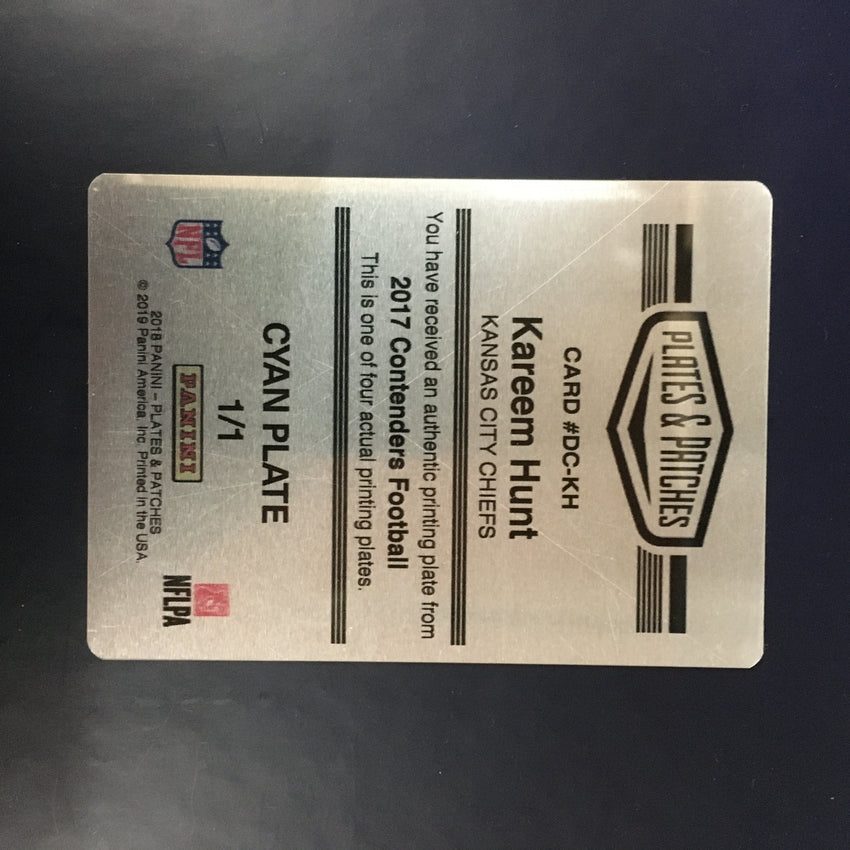 PLATES & PATCHES
CARD #DC-KH
Kareem Hunt
KANSAS CITY CHIEFS
You have received an authentic printing plate from
2017 Contenders Football
This is one of four actual printing plates.
CYAN PLATE
1/1
NFL
PANINI
NFLPA
2018 PANINI – PLATES & PATCHES
© 2019 Panini America, Inc. Printed in the USA.